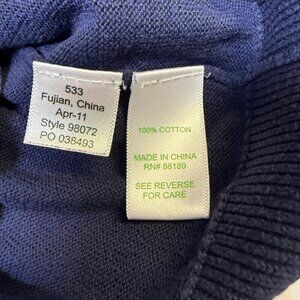 533
Fujian, China
Apr-11
Style 98072
PO 038493
100% COTTON
MADE IN CHINA
RN# 88189
SEE REVERSE
FOR CARE